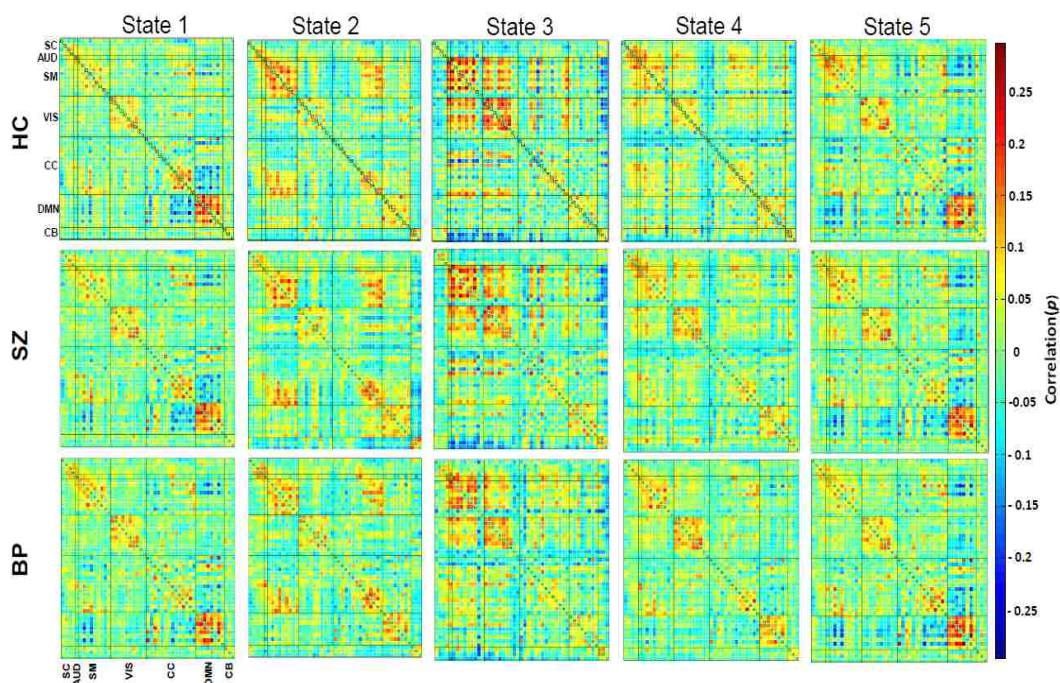 State 1 State 2 State 3 State 4 State 5
HC
SC
AUD
SM
VIS
CC
DMN
CB
SZ
BP
SC AUD SM VIS CC DMN CB
0.25
0.2
0.15
0.1
0.05
0
-0.05
- 0.1
- 0.15
- 0.2
- 0.25
Correlation(p)